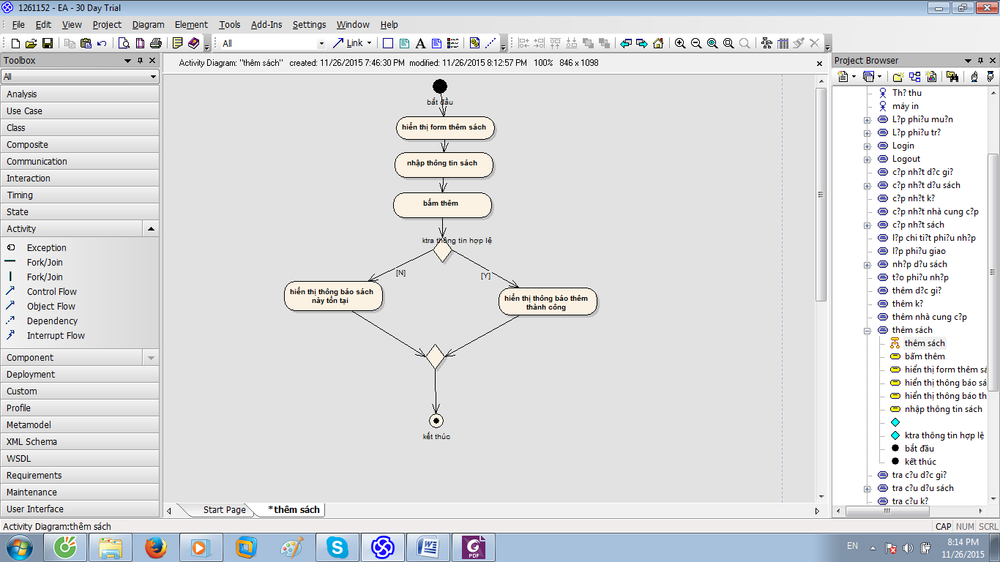 1261152 - EA - 30 Day Trial
File Edit View Project Diagram Element Tools Add-Ins Settings Window Help
All
Link
Toolbox
All
Analysis
Use Case
Class
Composite
Communication
Interaction
Timing
State
Activity
Exception
Fork/Join
Fork/Join
Control Flow
Object Flow
Dependency
Interrupt Flow
Component
Deployment
Custom
Profile
Metamodel
XML Schema
WSDL
Requirements
Maintenance
User Interface
Activity Diagram: "thêm sách" created: 11/26/2015 7:46:30 PM modified: 11/26/2015 8:12:57 PM 100% 846 x 1098
bắt đầu
hiển thị form thêm sách
nhập thông tin sách
bấm thêm
ktra thông tin hợp lệ
[N]
[Y]
hiển thị thông báo sách
này tồn tại
hiển thị thông báo thêm
thành công
kết thúc
Start Page
*thêm sách
Project Browser
Th? thu
máy in
L?p phi?u mu?n
L?p phi?u tr?
Login
Logout
c?p nh?t d?c gi?
c?p nh?t d?u sách
c?p nh?t k?
c?p nh?t nhà cung c?p
c?p nh?t sách
l?p chi ti?t phi?u nh?p
l?p phi?u giao
nh?p d?u sách
t?o phi?u nh?p
thêm d?c gi?
thêm k?
thêm nhà cung c?p
thêm sách
thêm sách
bấm thêm
hiển thị form thêm sá
hiển thị thông báo sá
hiển thị thông báo th
nhập thông tin sách
ktra thông tin hợp lệ
bắt đầu
kết thúc
tra c?u d?c gi?
tra c?u d?u sách
tra c?u k?
Activity Diagram:thêm sách
CAP NUM SCRL
PDF
EN
8:14 PM
11/26/2015